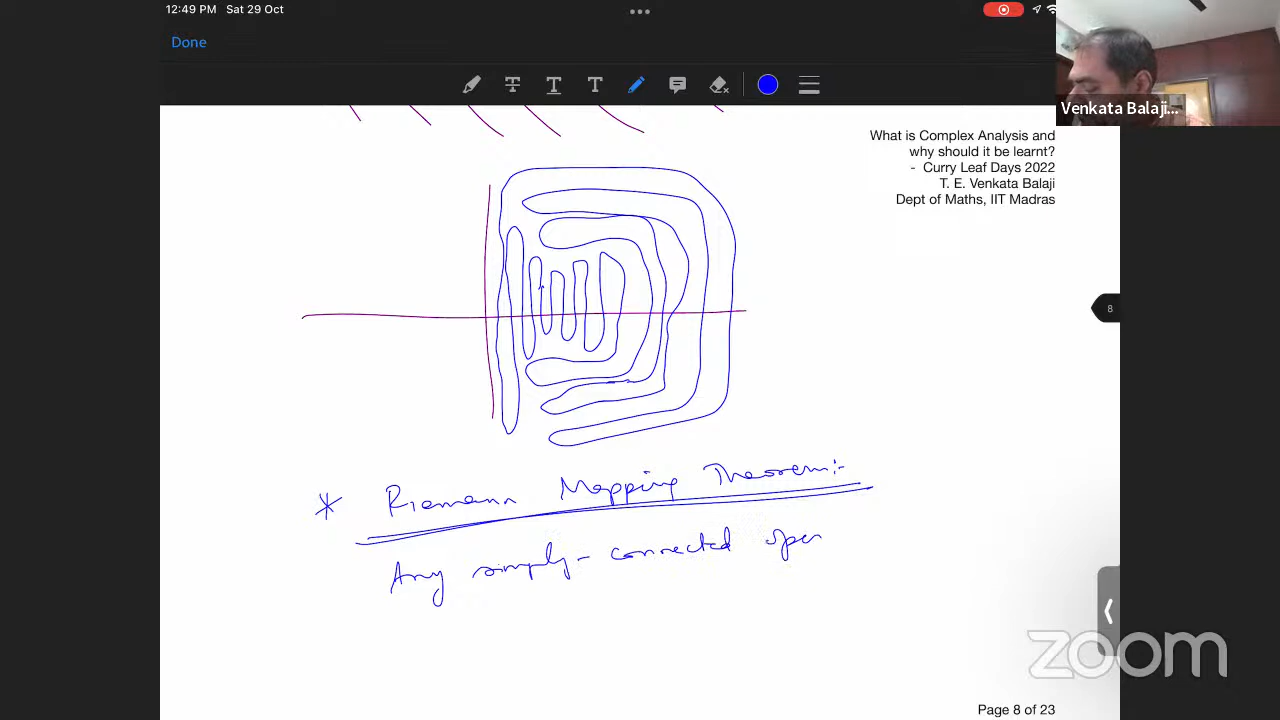 12:49 PM Sat 29 Oct
Done
Venkata Balaji...
What is Complex Analysis and
why should it be learnt?
- Curry Leaf Days 2022
T. E. Venkata Balaji
Dept of Maths, IIT Madras
8
* Riemann Mapping Theorem:-
Any simply-connected open
zoom
Page 8 of 23